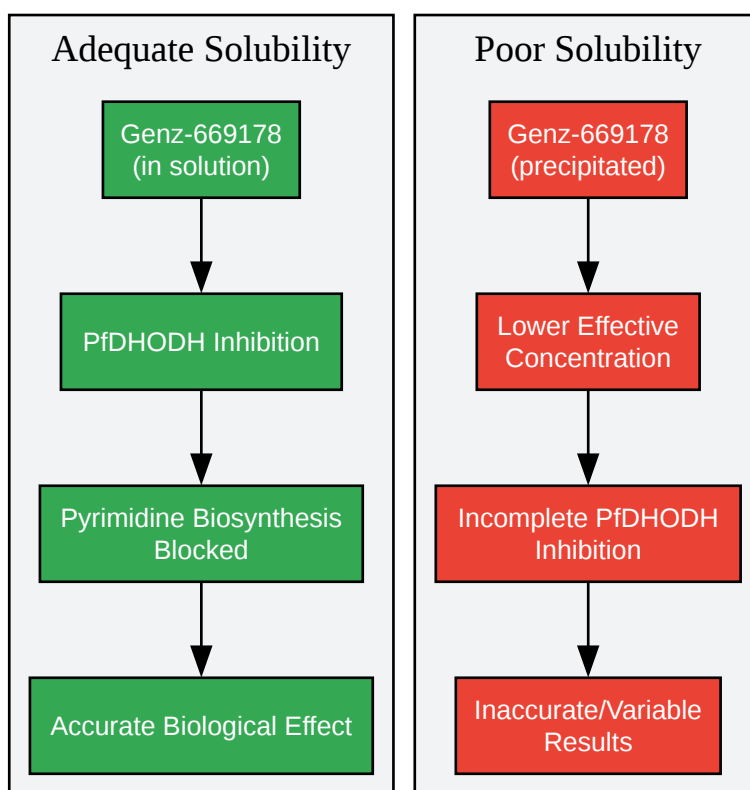 Adequate Solubility
Genz-669178
(in solution)
PfDHODH Inhibition
Pyrimidine Biosynthesis
Blocked
Accurate Biological Effect
Poor Solubility
Genz-669178
(precipitated)
Lower Effective
Concentration
Incomplete PfDHODH
Inhibition
Inaccurate/Variable
Results